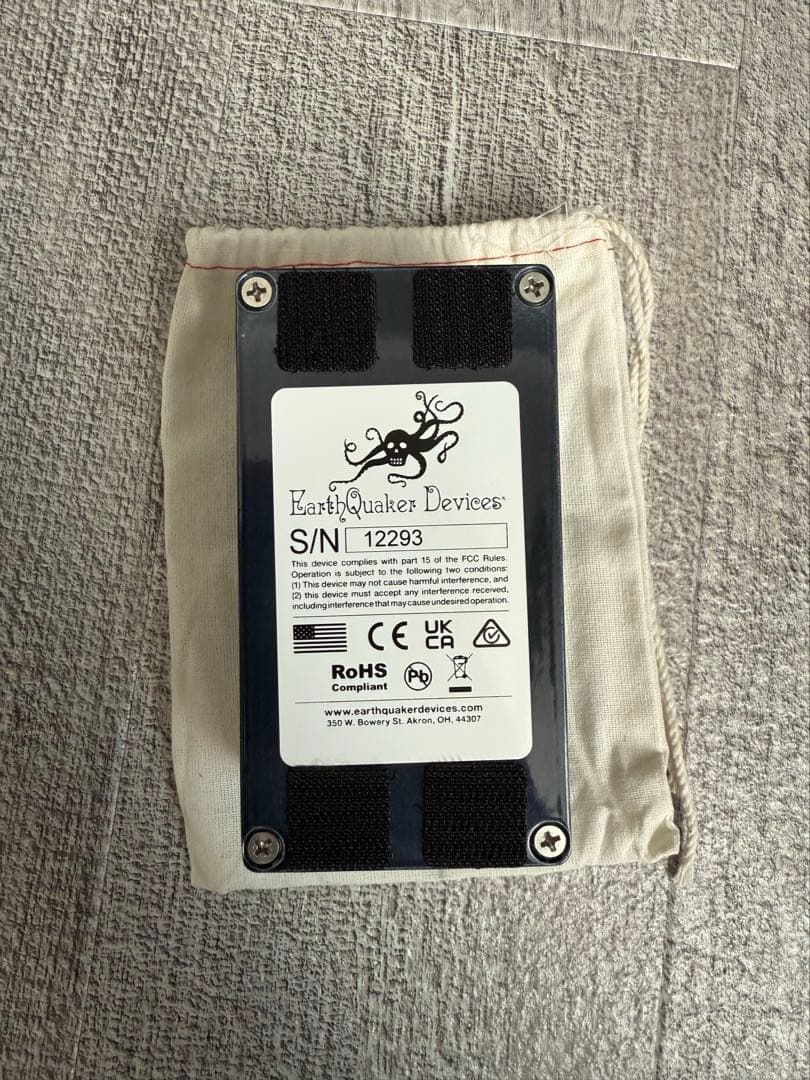 EarthQuaker Devices
S/N 12293
This device complies with part 15 of the FCC Rules.
Operation is subject to the following two conditions:
(1) This device may not cause harmful interference, and
(2) this device must accept any interference received,
including interference that may cause undesired operation.
CE UK CA
RoHS Pb
Compliant
www.earthquakerdevices.com
350 W. Bowery St. Akron, OH, 44307